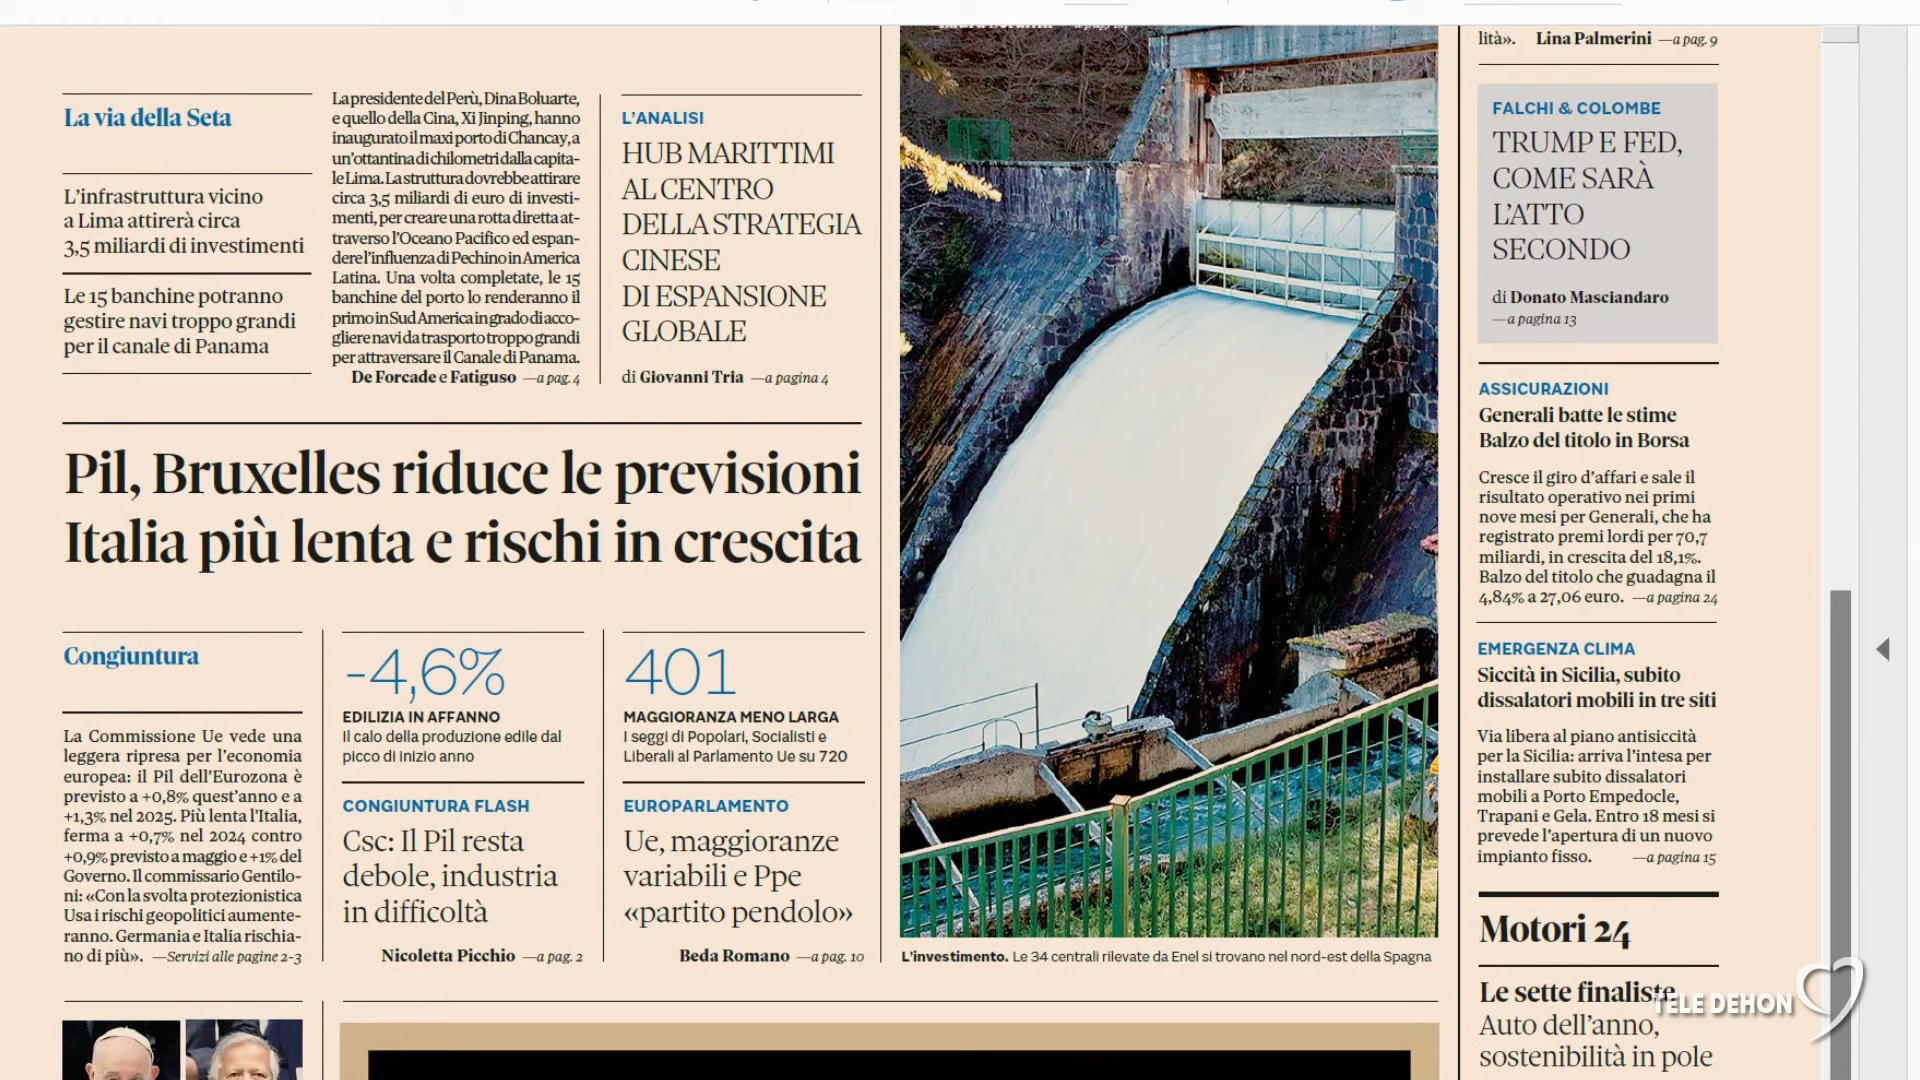 La via della Seta
L'infrastruttura vicino
a Lima attirerà circa
3,5 miliardi di investimenti
Le 15 banchine potranno
gestire navi troppo grandi
per il canale di Panama
La presidente del Perù, Dina Boluarte,
e quello della Cina, Xi Jinping, hanno
inaugurato il maxi porto di Chancay, a
un'ottantina di chilometri dalla capita-
le Lima. La struttura dovrebbe attirare
circa 3,5 miliardi di euro di investi-
menti, per creare una rotta diretta at-
traverso l'Oceano Pacifico ed espan-
dere l'influenza di Pechino in America
Latina. Una volta completate, le 15
banchine del porto lo renderanno il
primo in Sud America in grado di acco-
gliere navi da trasporto troppo grandi
per attraversare il Canale di Panama.
De Forcade e Fatiguso —a pag. 4
L'ANALISI
HUB MARITTIMI
AL CENTRO
DELLA STRATEGIA
CINESE
DI ESPANSIONE
GLOBALE
di Giovanni Tria —a pagina 4
Pil, Bruxelles riduce le previsioni
Italia più lenta e rischi in crescita
Congiuntura
La Commissione Ue vede una
leggera ripresa per l'economia
europea: il Pil dell'Eurozona è
previsto a +0,8% quest'anno e a
+1,3% nel 2025. Più lenta l'Italia,
ferma a +0,7% nel 2024 contro
+0,9% previsto a maggio e +1% del
Governo. Il commissario Gentilo-
ni: «Con la svolta protezionistica
Usa i rischi geopolitici aumente-
ranno. Germania e Italia rischia-
no di più». —Servizi alle pagine 2-3
-4,6%
EDILIZIA IN AFFANNO
Il calo della produzione edile dal
picco di inizio anno
CONGIUNTURA FLASH
Csc: Il Pil resta
debole, industria
in difficoltà
Nicoletta Picchio —a pag. 2
401
MAGGIORANZA MENO LARGA
I seggi di Popolari, Socialisti e
Liberali al Parlamento Ue su 720
EUROPARLAMENTO
Ue, maggioranze
variabili e Ppe
«partito pendolo»
Beda Romano —a pag. 10
L'investimento. Le 34 centrali rilevate da Enel si trovano nel nord-est della Spagna
lità». Lina Palmerini —a pag. 9
FALCHI & COLOMBE
TRUMP E FED,
COME SARÀ
L'ATTO
SECONDO
di Donato Masciandaro
—a pagina 13
ASSICURAZIONI
Generali batte le stime
Balzo del titolo in Borsa
Cresce il giro d'affari e sale il
risultato operativo nei primi
nove mesi per Generali, che ha
registrato premi lordi per 70,7
miliardi, in crescita del 18,1%.
Balzo del titolo che guadagna il
4,84% a 27,06 euro. —a pagina 24
EMERGENZA CLIMA
Siccità in Sicilia, subito
dissalatori mobili in tre siti
Via libera al piano antisiccità
per la Sicilia: arriva l'intesa per
installare subito dissalatori
mobili a Porto Empedocle,
Trapani e Gela. Entro 18 mesi si
prevede l'apertura di un nuovo
impianto fisso. —a pagina 15
Motori 24
Le sette finaliste
Auto dell'anno,
sostenibilità in pole
TELE DEHON